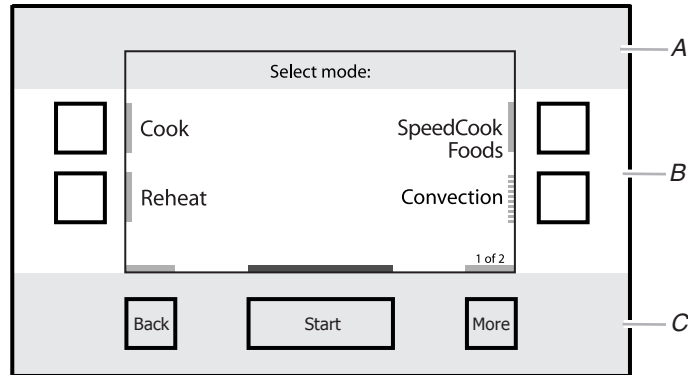 A
Select mode:
Cook
SpeedCook
Foods
B
Reheat
Convection
1 of 2
Back
Start
More
C